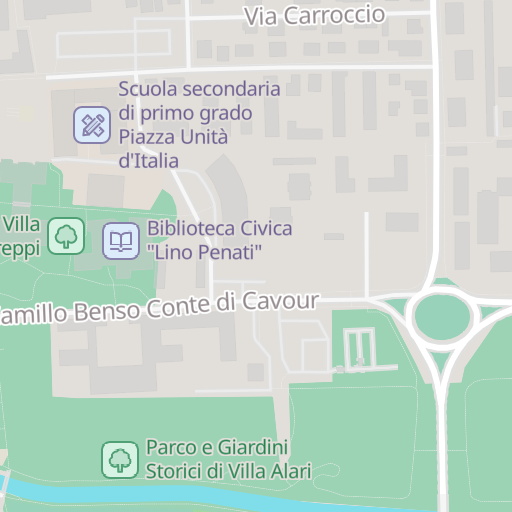 Via Carroccio
Scuola secondaria
di primo grado
Piazza Unità
d'Italia
Villa
reppi
Biblioteca Civica
"Lino Penati"
amillo Benso Conte di Cavour
Parco e Giardini
Storici di Villa Alari